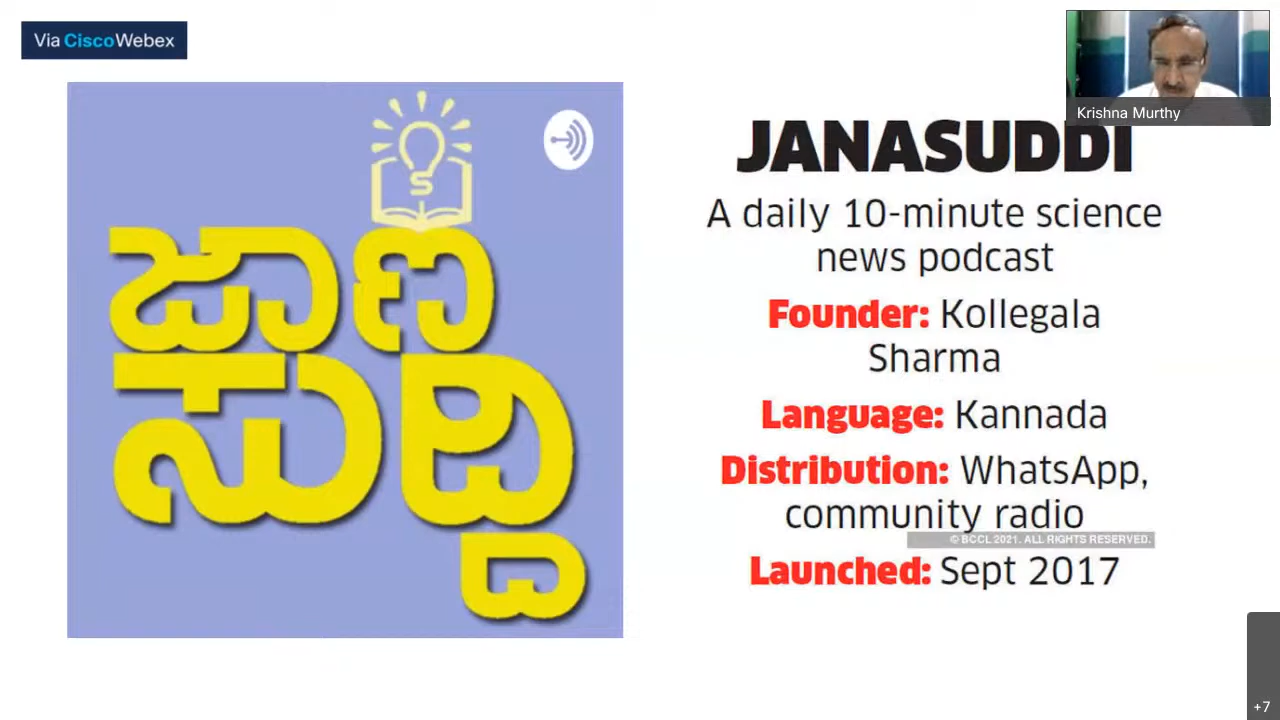 Via CiscoWebex
Krishna Murthy
ಜಾಣ
ಸುದ್ದಿ
JANASUDDI
A daily 10-minute science
news podcast
Founder: Kollegala
Sharma
Language: Kannada
Distribution: WhatsApp,
community radio
© BCCL 2021. ALL RIGHTS RESERVED.
Launched: Sept 2017
+7